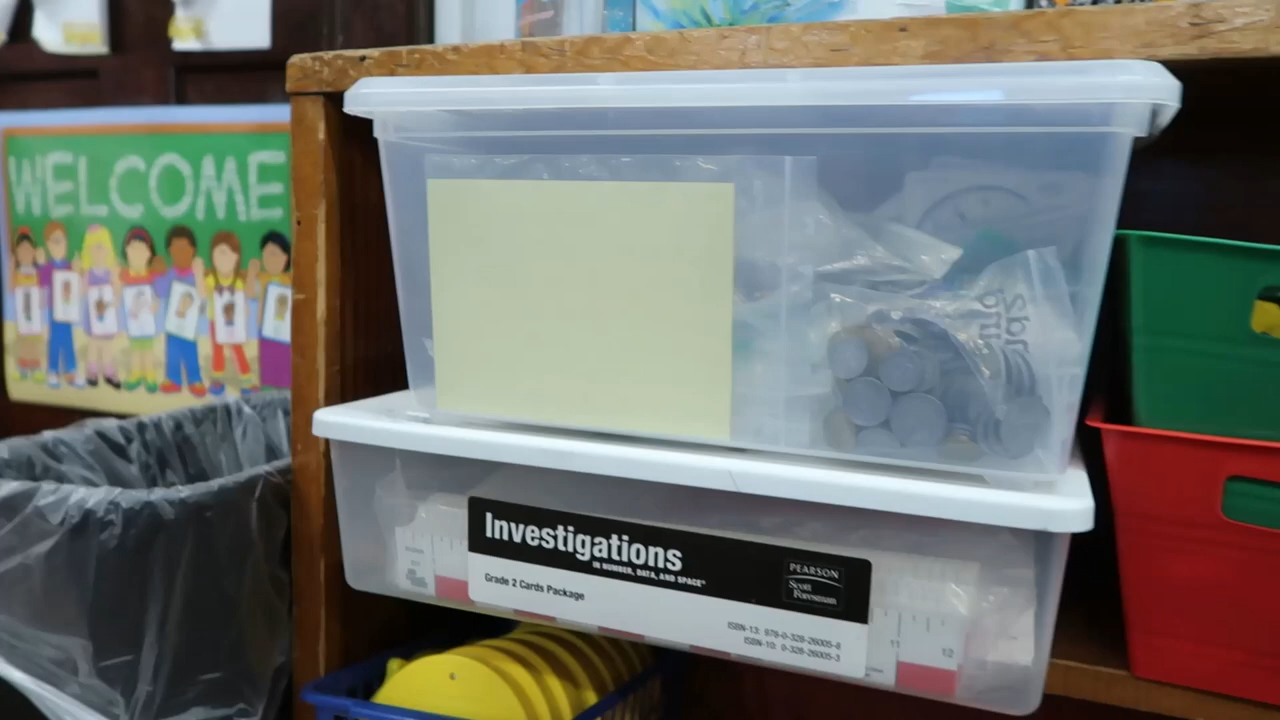 WELCOME
Investigations
IN NUMBER, DATA, AND SPACE®
Grade 2 Cards Package
PEARSON
Scott
Foresman
ISBN-13: 978-0-328-26005-8
ISBN-10: 0-328-26005-3
12